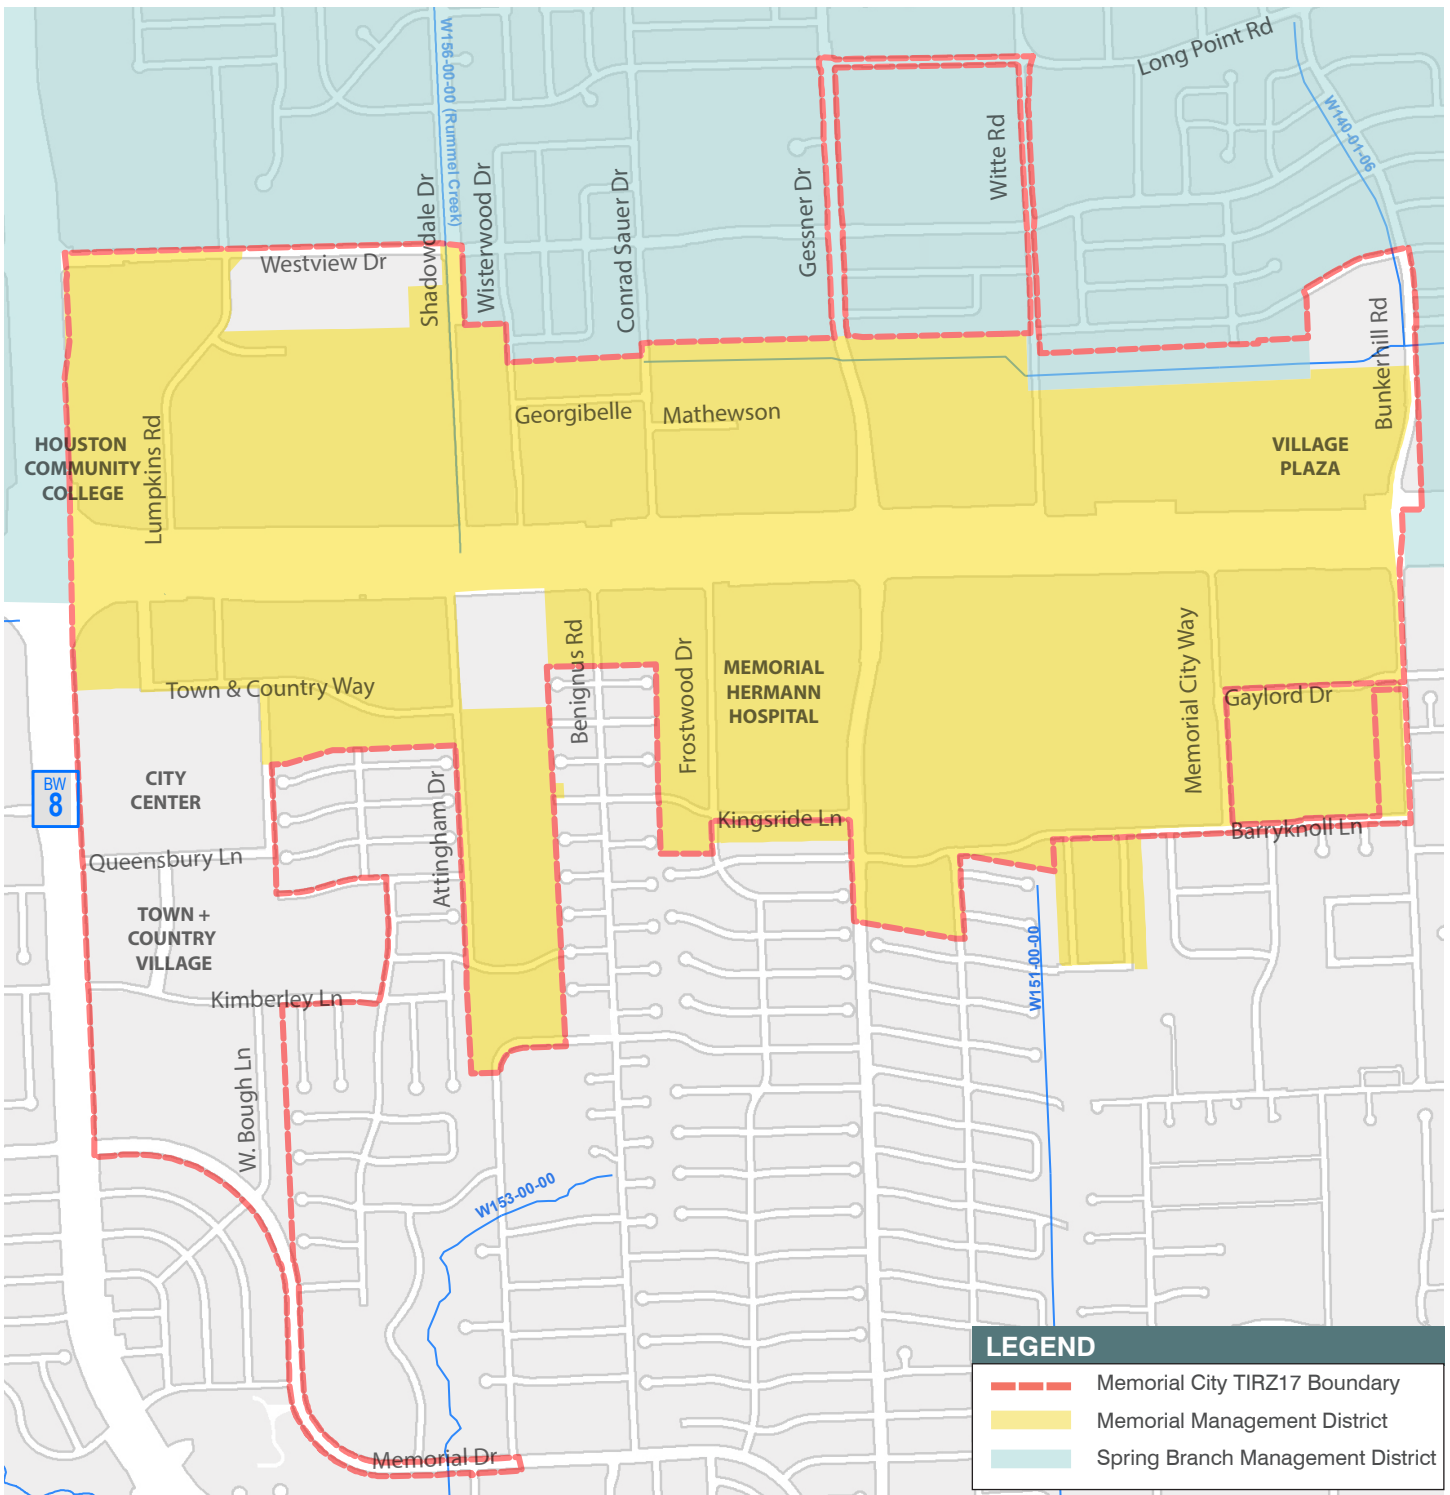 Long Point Rd
W156-00-00 (Rummel Creek)
W140-01-06
Witte Rd
Gessner Dr
Conrad Sauer Dr
Wisterwood Dr
Shadowdale Dr
Westview Dr
Bunkerhill Rd
Georgibelle
Mathewson
HOUSTON
COMMUNITY
COLLEGE
Lumpkins Rd
VILLAGE
PLAZA
Town & Country Way
Benignus Rd
Frostwood Dr
MEMORIAL
HERMANN
HOSPITAL
Memorial City Way
Gaylord Dr
BW
8
CITY
CENTER
Attingham Dr
Kingsride Ln
Barryknoll Ln
Queensbury Ln
TOWN +
COUNTRY
VILLAGE
Kimberley Ln
W151-00-00
W. Bough Ln
W153-00-00
Memorial Dr
LEGEND
Memorial City TIRZ17 Boundary
Memorial Management District
Spring Branch Management District